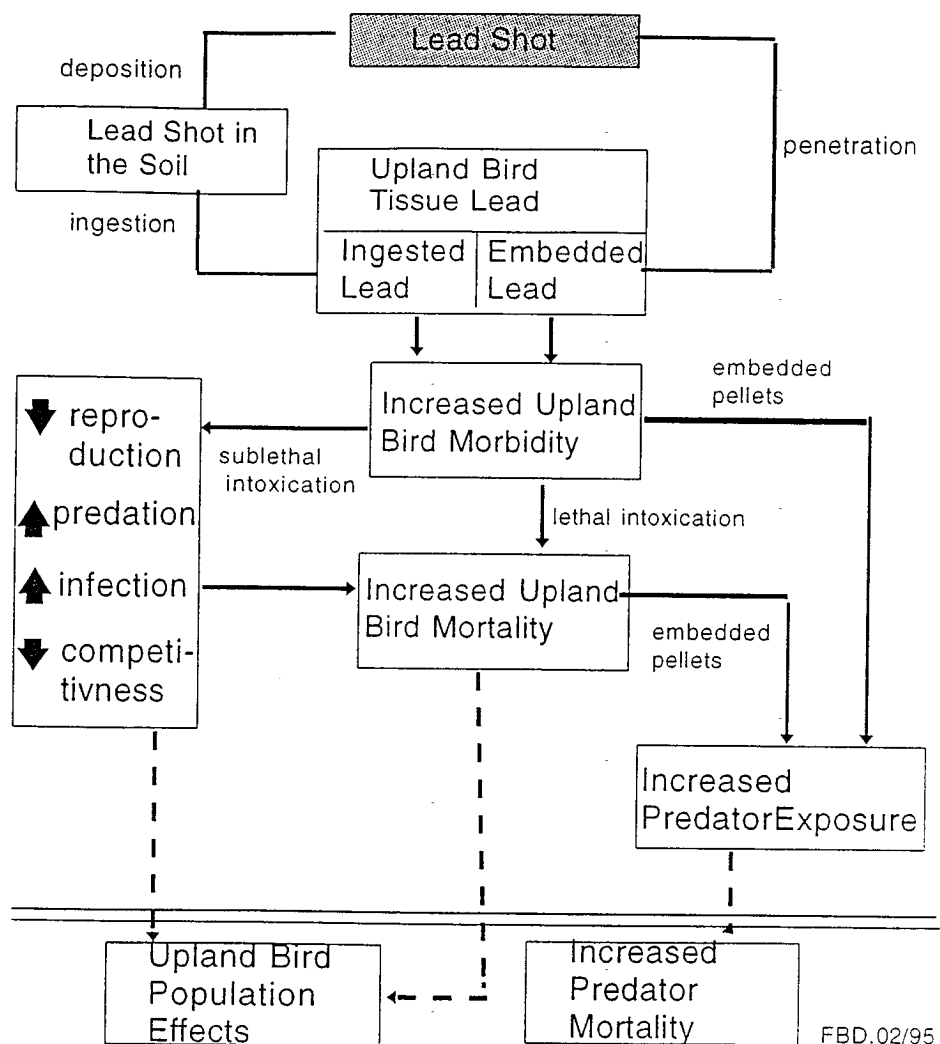 Lead Shot
deposition
Lead Shot in
the Soil
penetration
Upland Bird
Tissue Lead
ingestion
Ingested
Lead
Embedded
Lead
embedded
pellets
Increased Upland
Bird Morbidity
sublethal
intoxication
lethal intoxication
repro-
duction
predation
infection
competi-
tivness
Increased Upland
Bird Mortality
embedded
pellets
Increased
PredatorExposure
Upland Bird
Population
Effects
Increased
Predator
Mortality
FBD.02/95